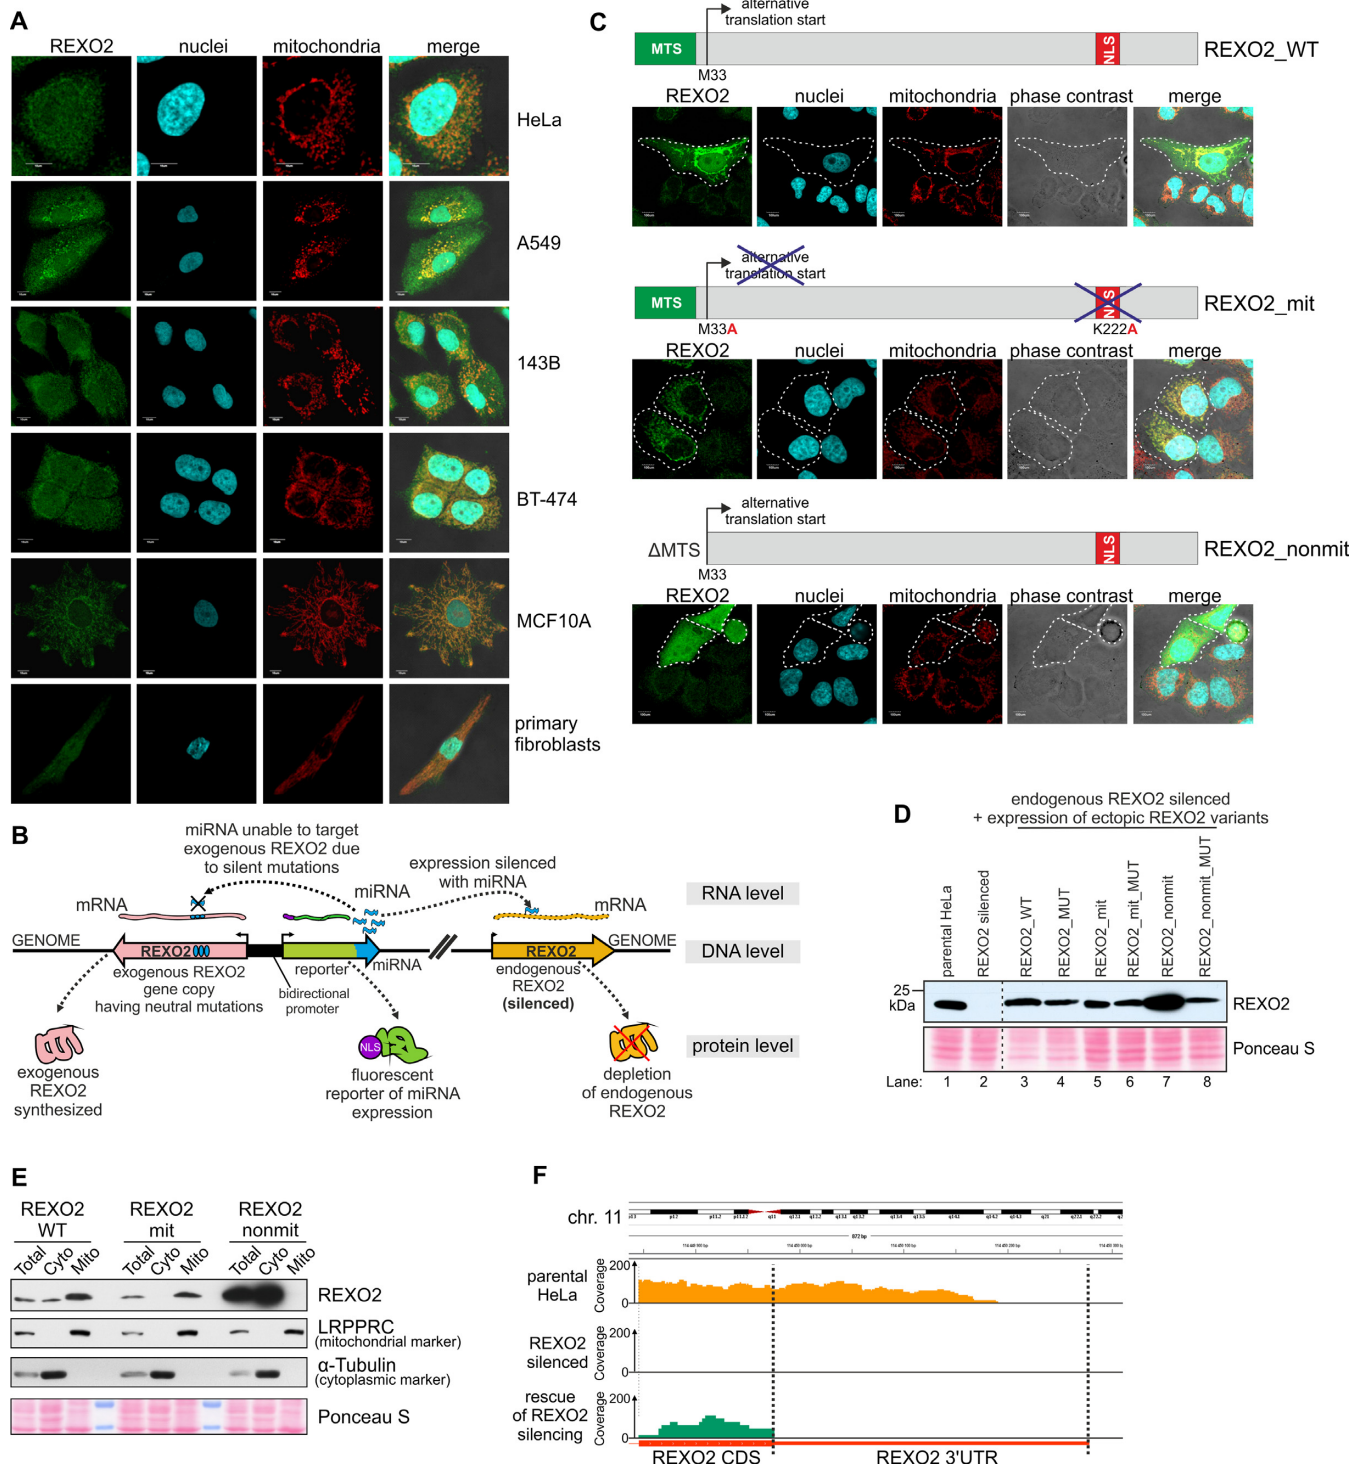 A
REXO2 nuclei mitochondria merge
HeLa
A549
143B
BT-474
MCF10A
primary
fibroblasts
B
miRNA unable to target
exogenous REXO2 due
to silent mutations
expression silenced
with miRNA
miRNA
mRNA
mRNA
RNA level
GENOME
REXO2
REXO2
GENOME
DNA level
exogenous REXO2
gene copy
having neutral mutations
reporter
miRNA
bidirectional
promoter
endogenous
REXO2
(silenced)
NLS
protein level
exogenous
REXO2
synthesized
fluorescent
reporter of miRNA
expression
depletion
of endogenous
REXO2
C
alternative
translation start
MTS
NLS
REXO2_WT
M33
REXO2 nuclei mitochondria phase contrast merge
alternative
translation start
MTS
NLS
REXO2_mit
M33A
K222A
REXO2 nuclei mitochondria phase contrast merge
alternative
translation start
ΔMTS
NLS
REXO2_nonmit
M33
REXO2 nuclei mitochondria phase contrast merge
D
endogenous REXO2 silenced
+ expression of ectopic REXO2 variants
parental HeLa
REXO2 silenced
REXO2_WT
REXO2_MUT
REXO2_mit
REXO2_mit_MUT
REXO2_nonmit
REXO2_nonmit_MUT
25
kDa
REXO2
Ponceau S
Lane: 1 2 3 4 5 6 7 8
E
REXO2
WT
REXO2
mit
REXO2
nonmit
Total Cyto Mito Total Cyto Mito Total Cyto Mito
REXO2
LRPPRC
(mitochondrial marker)
α-Tubulin
(cytoplasmic marker)
Ponceau S
F
chr. 11
972 bp
parental
HeLa
200
0
Coverage
REXO2
silenced
200
0
Coverage
rescue
of REXO2
silencing
200
0
Coverage
REXO2 CDS
REXO2 3'UTR